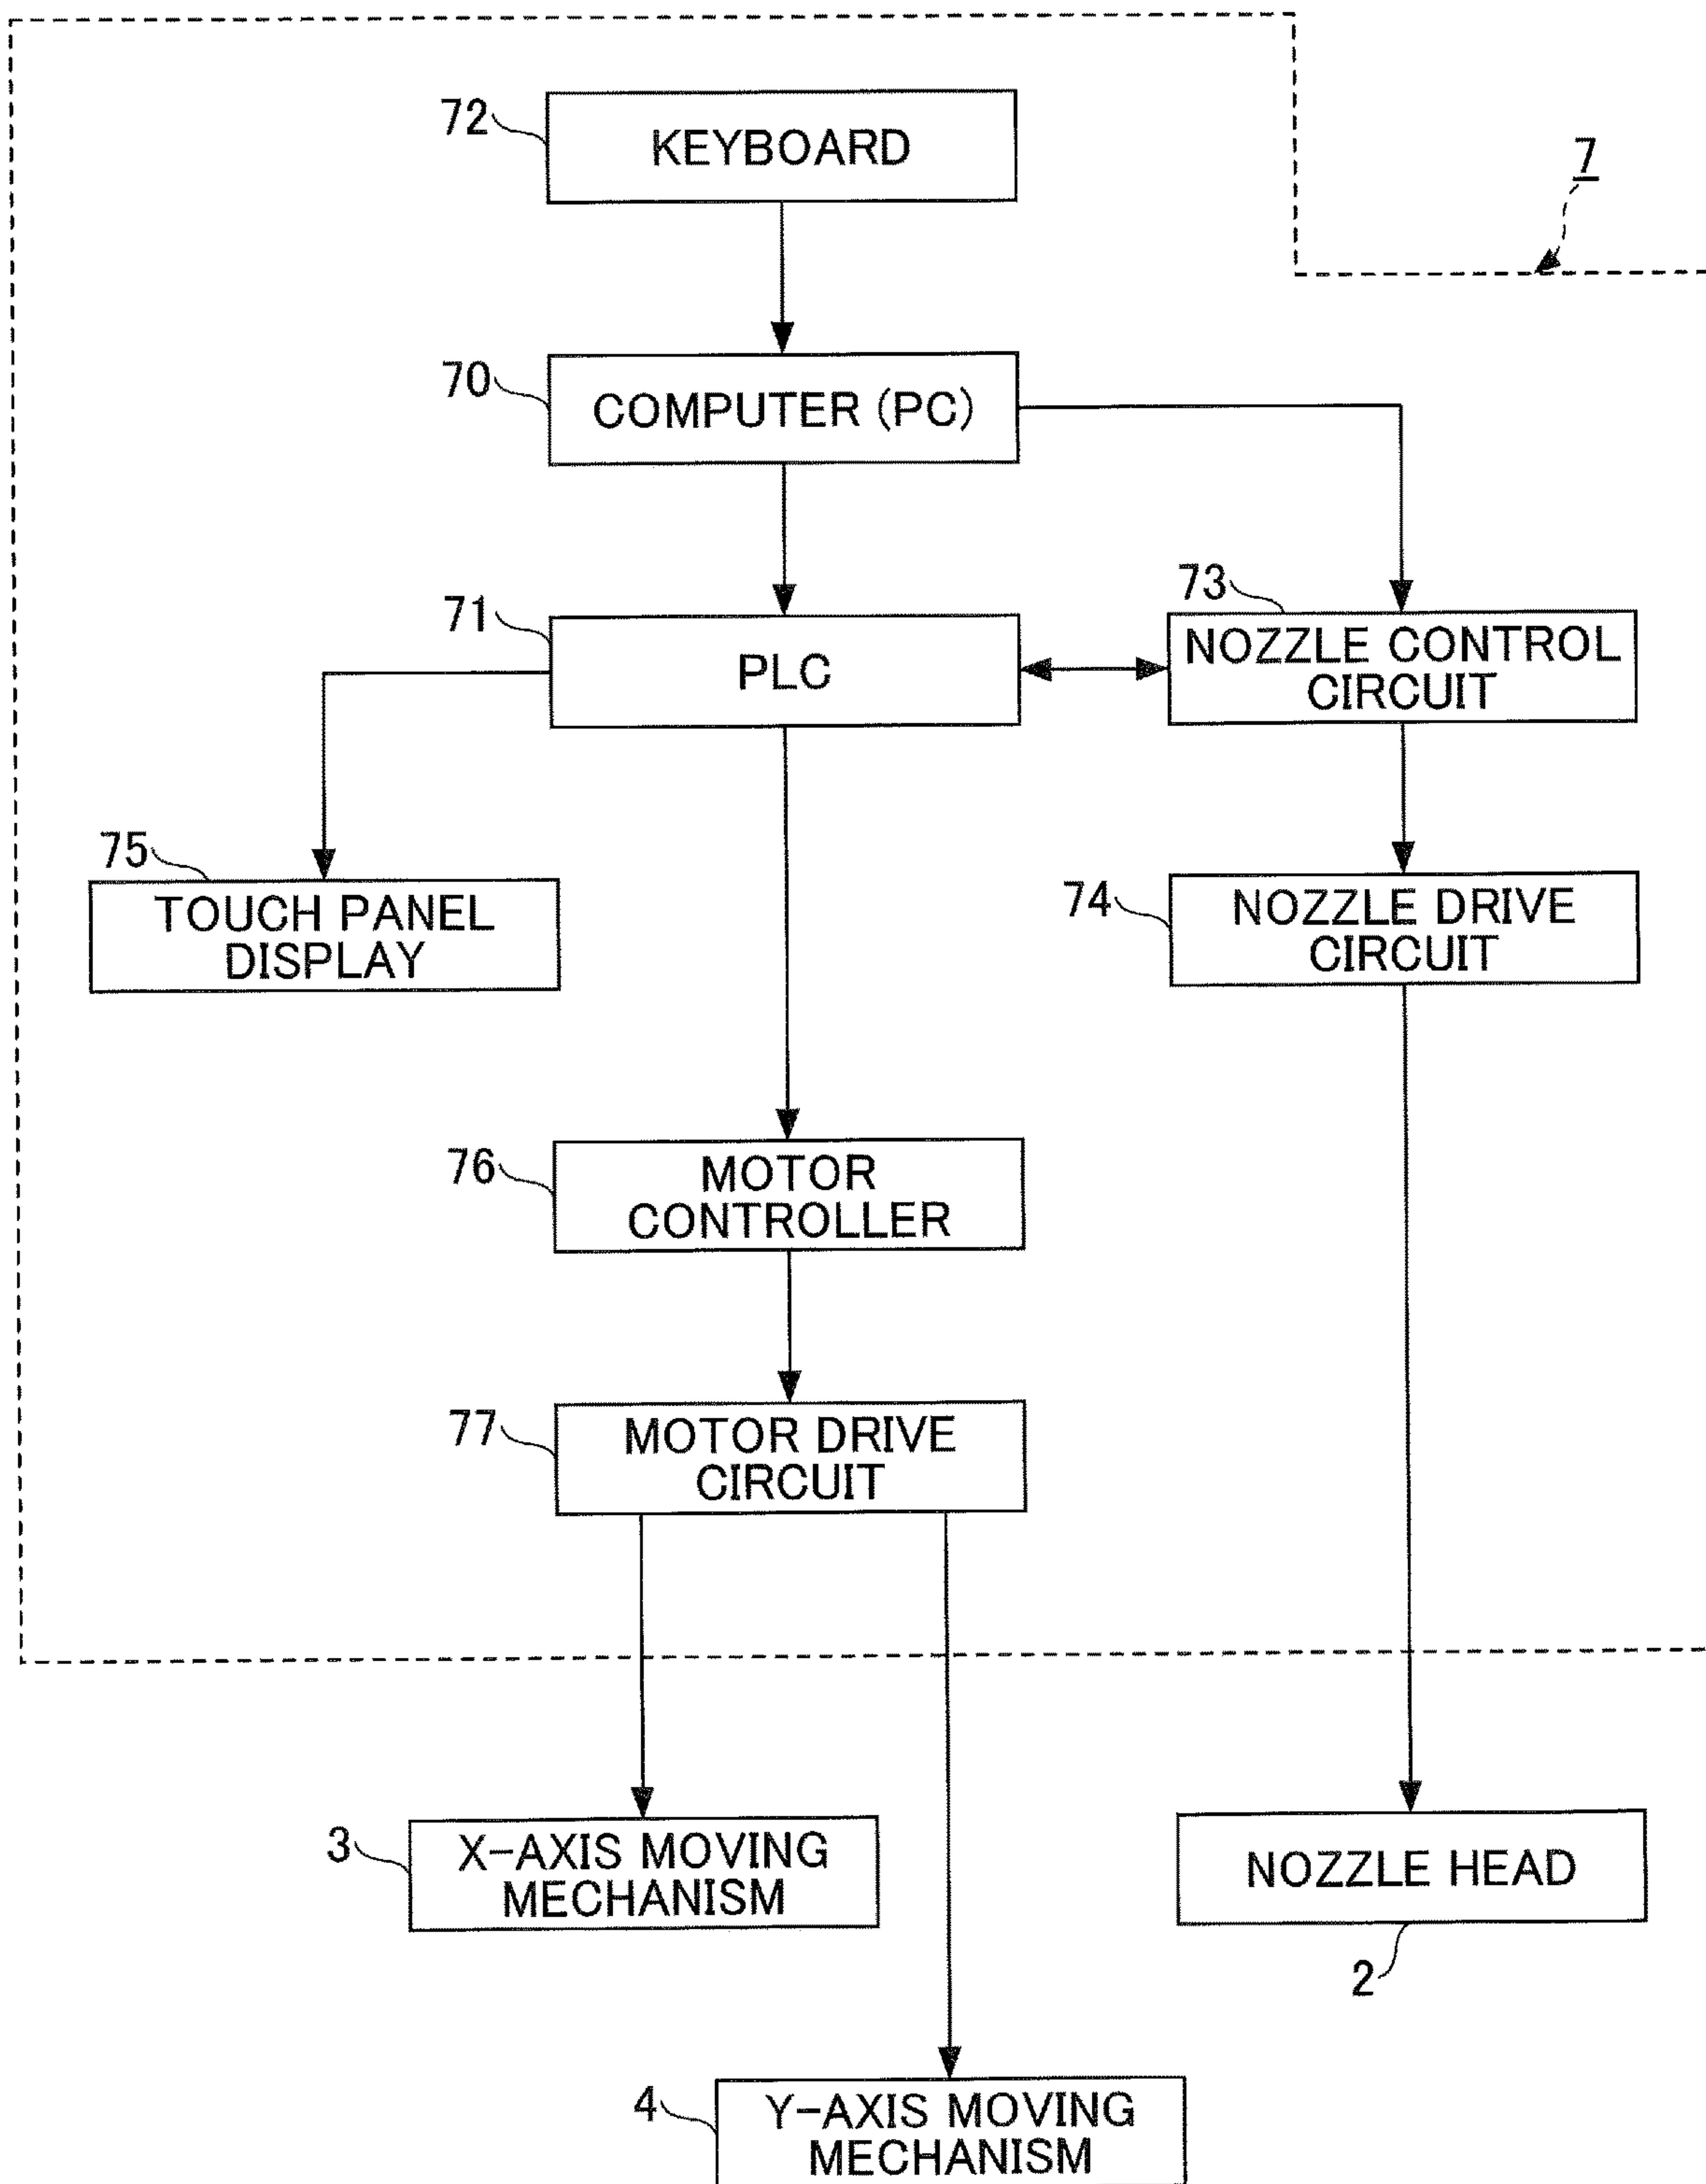 72
KEYBOARD
7
70
COMPUTER (PC)
71
PLC
73
NOZZLE CONTROL
CIRCUIT
75
TOUCH PANEL
DISPLAY
74
NOZZLE DRIVE
CIRCUIT
76
MOTOR
CONTROLLER
77
MOTOR DRIVE
CIRCUIT
3
X-AXIS MOVING
MECHANISM
NOZZLE HEAD
2
4
Y-AXIS MOVING
MECHANISM